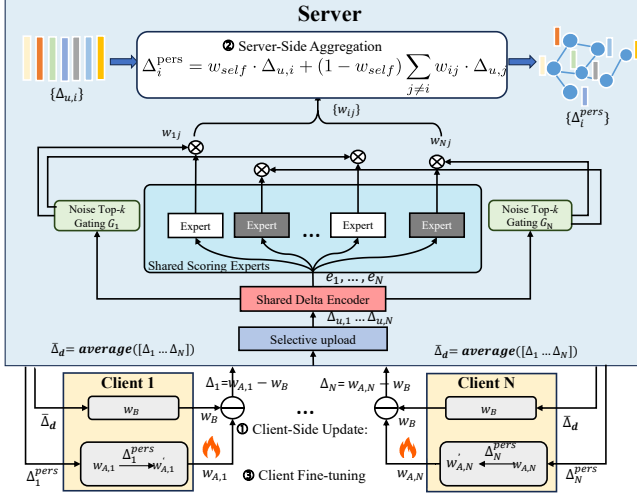 Server
② Server-Side Aggregation
Δ_i^pers = w_self · Δ_u,i + (1 − w_self) ∑_{j≠i} w_ij · Δ_u,j
{Δ_u,i}
{Δ_i^pers}
{w_ij}
w_1j
w_Nj
Noise Top-k
Gating G_1
Expert
Expert
...
Expert
Expert
Noise Top-k
Gating G_N
Shared Scoring Experts
e_1, ..., e_N
Shared Delta Encoder
Δ_u,1 ... Δ_u,N
Selective upload
Δ̄_d = average([Δ_1 ... Δ_N])
Δ̄_d = average([Δ_1 ... Δ_N])
Client 1
Δ_1 = w_A,1 − w_B
Δ_N = w_A,N − w_B
Client N
Δ̄_d
w_B
w_B
...
w_B
w_B
Δ̄_d
① Client-Side Update:
Δ_1^pers
w_A,1
Δ_1^pers
w'_A,1
w_A,1
③ Client Fine-tuning
w_A,N
w'_A,N
Δ_N^pers
w_A,N
Δ_N^pers